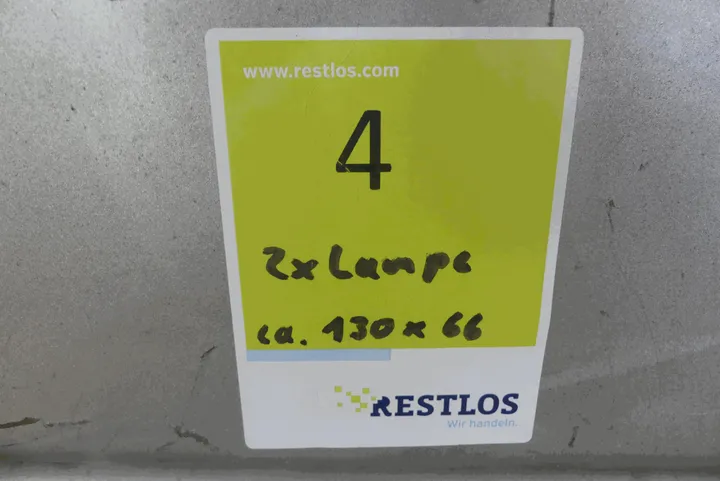 www.restlos.com
4
2x Lampe
ca. 130 x 66
RESTLOS
Wir handeln.